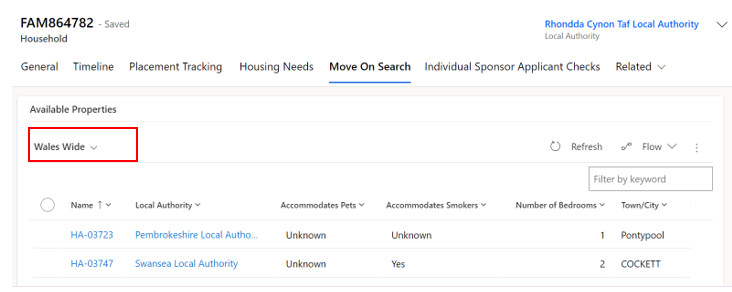 FAM864782 - Saved
Household
Rhondda Cynon Taf Local Authority
Local Authority
General Timeline Placement Tracking Housing Needs Move On Search Individual Sponsor Applicant Checks Related
Available Properties
Wales Wide
Refresh Flow
Filter by keyword
Name ↑ Local Authority Accommodates Pets Accommodates Smokers Number of Bedrooms Town/City
HA-03723 Pembrokeshire Local Autho... Unknown Unknown 1 Pontypool
HA-03747 Swansea Local Authority Unknown Yes 2 COCKETT